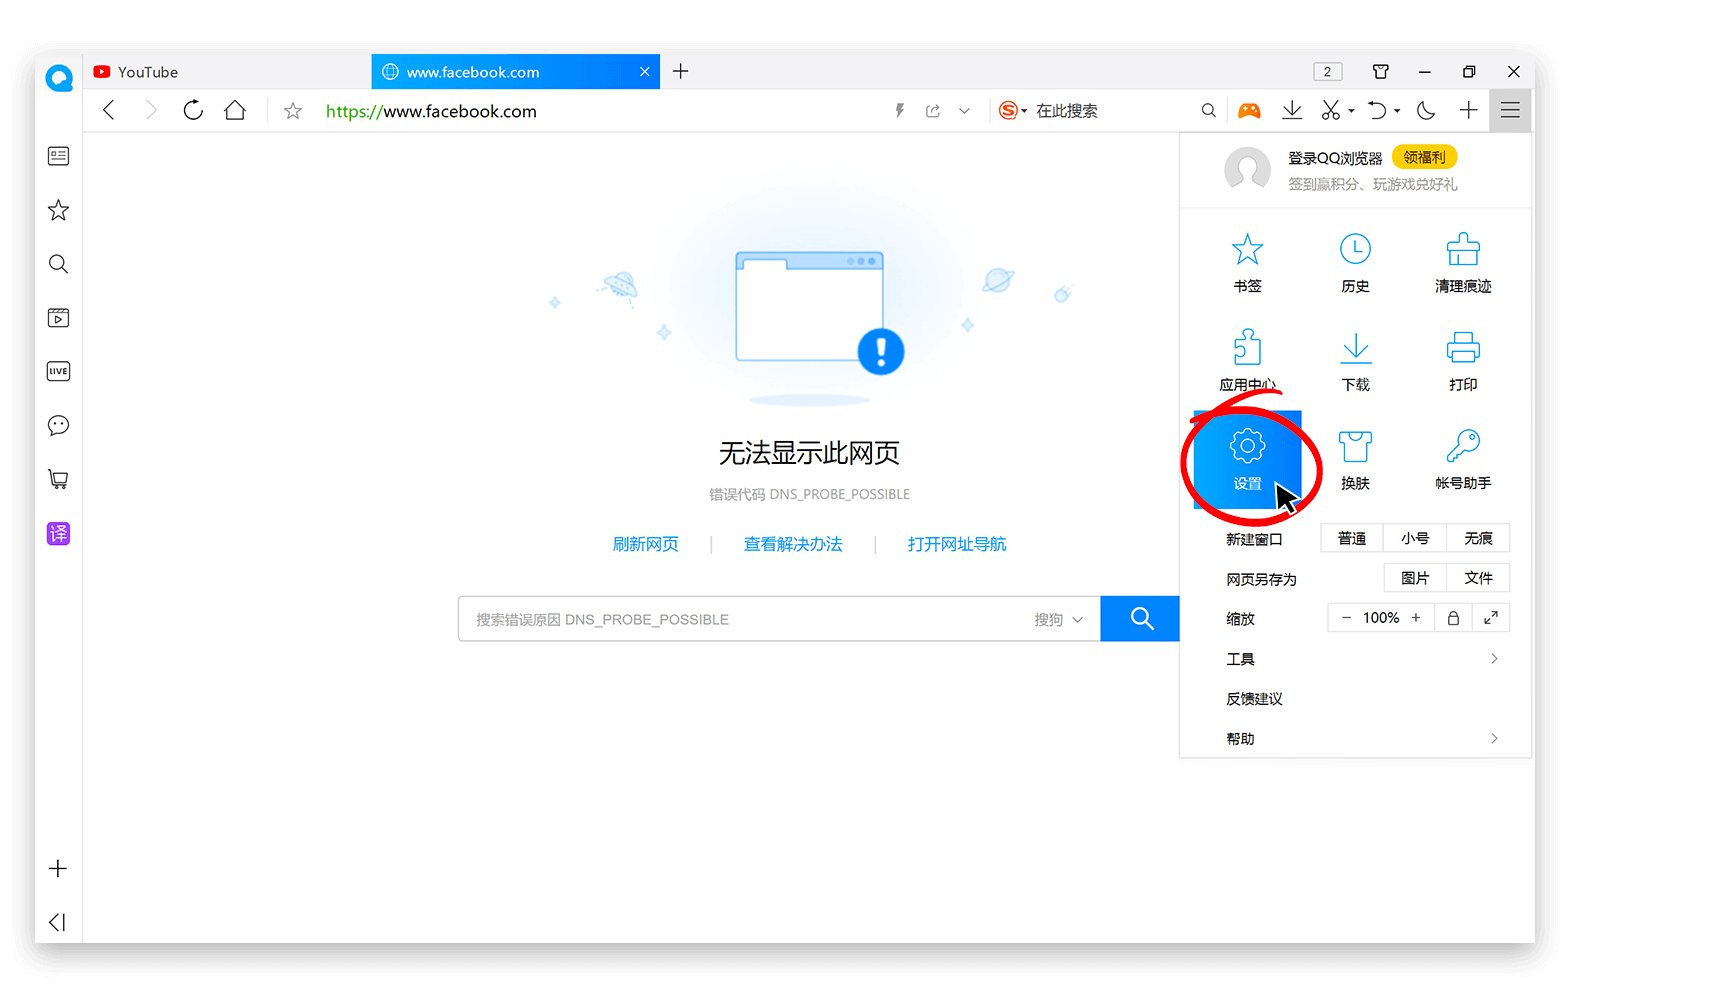 YouTube
www.facebook.com
2
https://www.facebook.com
在此搜索
登录QQ浏览器 领福利
签到赢积分、玩游戏兑好礼
书签 历史 清理痕迹
LIVE
应用中心 下载 打印
无法显示此网页
错误代码 DNS_PROBE_POSSIBLE
设置 换肤 帐号助手
译
刷新网页 查看解决办法 打开网址导航
新建窗口 普通 小号 无痕
网页另存为 图片 文件
搜索错误原因 DNS_PROBE_POSSIBLE 搜狗
缩放 − 100% +
工具
反馈建议
帮助